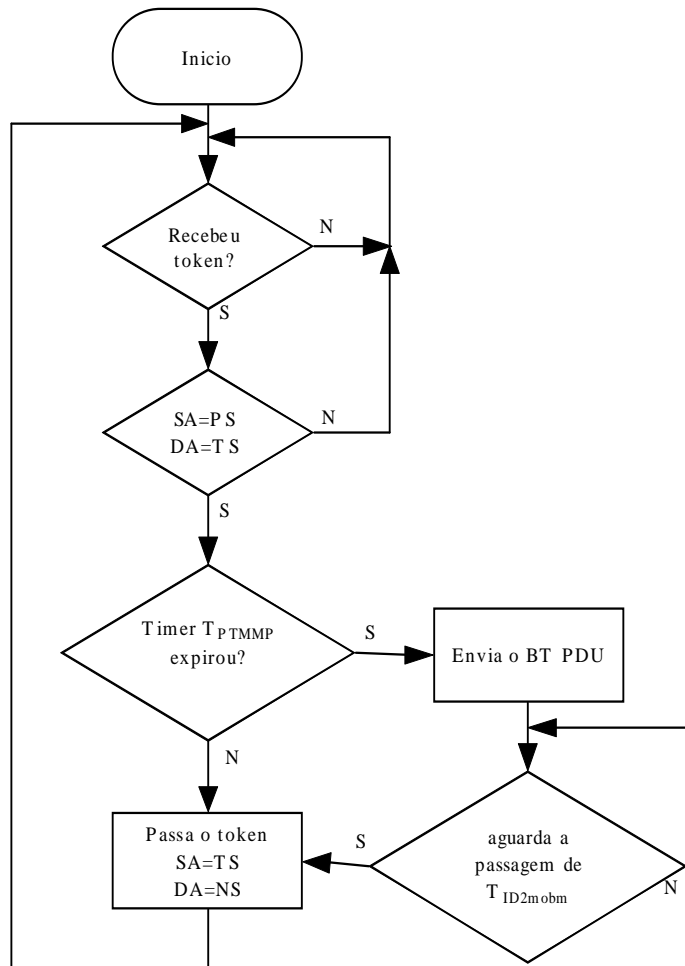 Inicio
Recebeu
token?
N
S
SA=PS
DA=TS
N
S
Timer T PTMMP
expirou?
S
Envia o BT PDU
N
Passa o token
SA=TS
DA=NS
S
aguarda a
passagem de
T ID2mobm
N